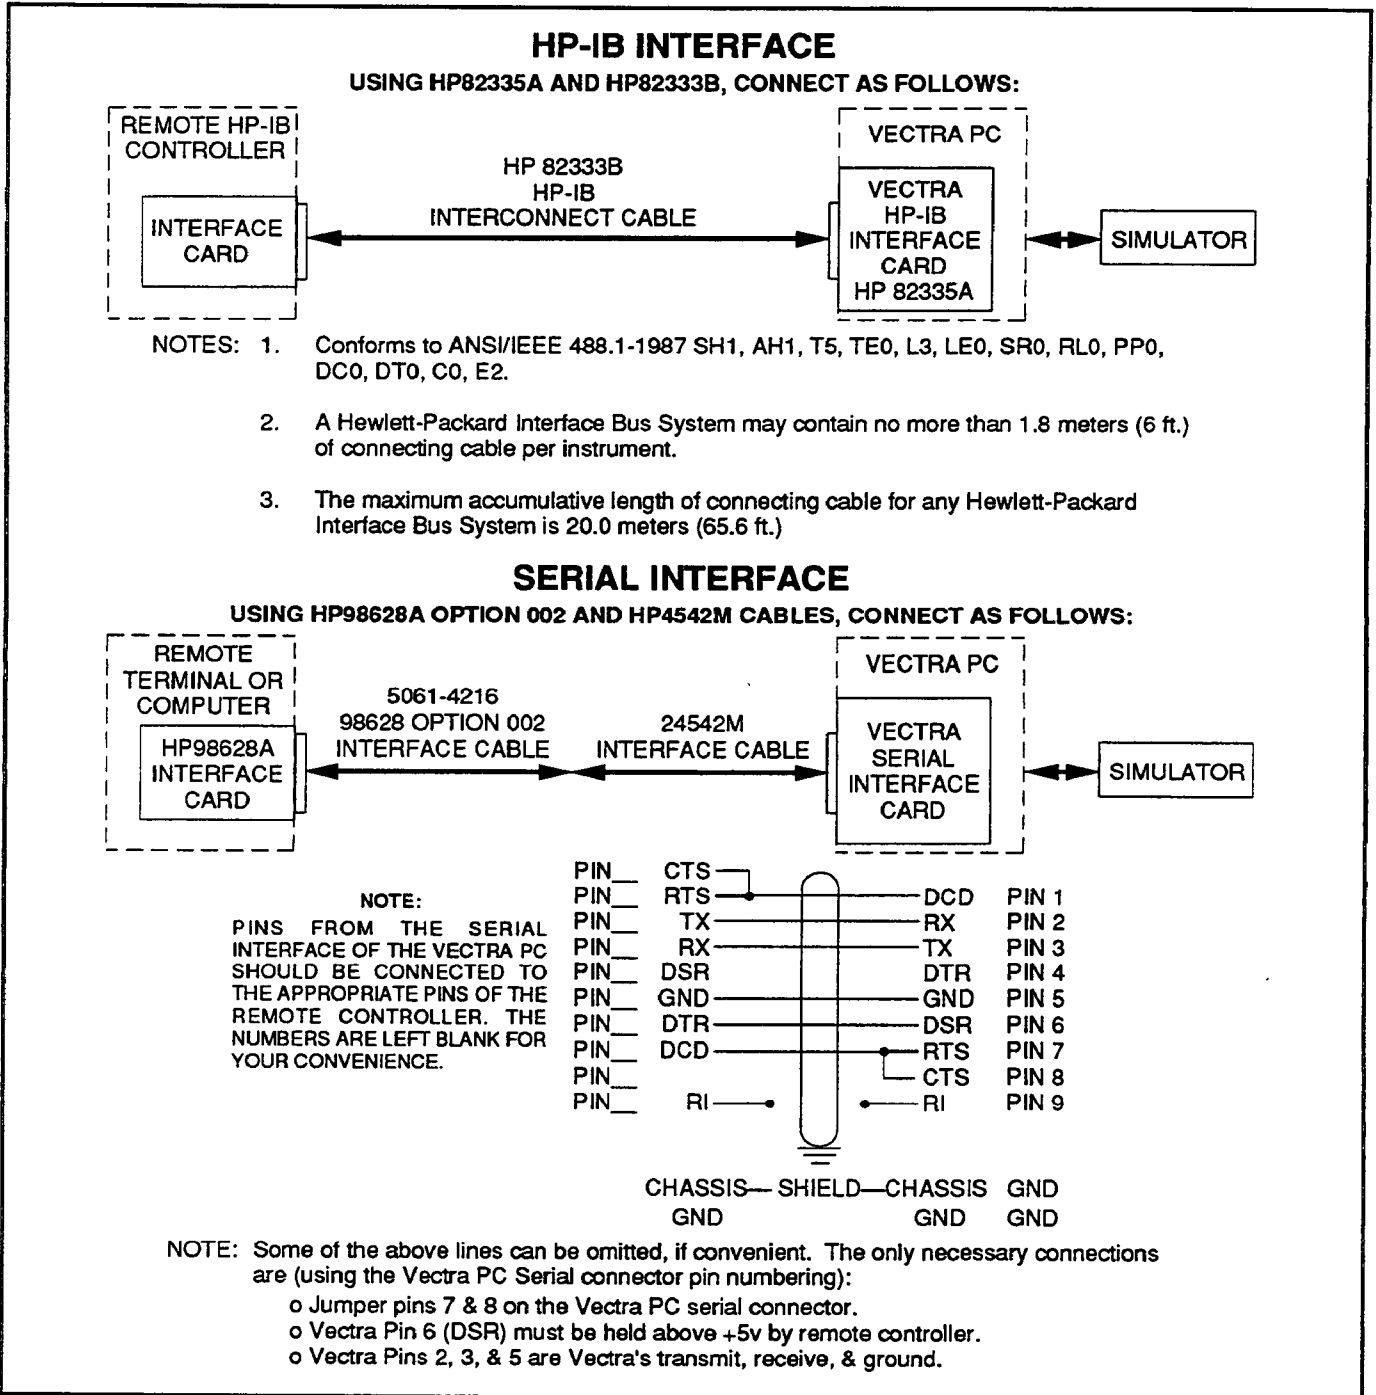 HP-IB INTERFACE
USING HP82335A AND HP82333B, CONNECT AS FOLLOWS:
REMOTE HP-IB
CONTROLLER
INTERFACE
CARD
HP 82333B
HP-IB
INTERCONNECT CABLE
VECTRA PC
VECTRA
HP-IB
INTERFACE
CARD
HP 82335A
SIMULATOR
NOTES: 1. Conforms to ANSI/IEEE 488.1-1987 SH1, AH1, T5, TE0, L3, LE0, SR0, RL0, PP0,
DC0, DT0, C0, E2.
2. A Hewlett-Packard Interface Bus System may contain no more than 1.8 meters (6 ft.)
of connecting cable per instrument.
3. The maximum accumulative length of connecting cable for any Hewlett-Packard
Interface Bus System is 20.0 meters (65.6 ft.)
SERIAL INTERFACE
USING HP98628A OPTION 002 AND HP4542M CABLES, CONNECT AS FOLLOWS:
REMOTE
TERMINAL OR
COMPUTER
HP98628A
INTERFACE
CARD
5061-4216
98628 OPTION 002
INTERFACE CABLE
24542M
INTERFACE CABLE
VECTRA PC
VECTRA
SERIAL
INTERFACE
CARD
SIMULATOR
NOTE:
PINS FROM THE SERIAL
INTERFACE OF THE VECTRA PC
SHOULD BE CONNECTED TO
THE APPROPRIATE PINS OF THE
REMOTE CONTROLLER. THE
NUMBERS ARE LEFT BLANK FOR
YOUR CONVENIENCE.
PIN__ CTS
PIN__ RTS DCD PIN 1
PIN__ TX RX PIN 2
PIN__ RX TX PIN 3
PIN__ DSR DTR PIN 4
PIN__ GND GND PIN 5
PIN__ DTR DSR PIN 6
PIN__ DCD RTS PIN 7
PIN__ CTS PIN 8
PIN__ RI RI PIN 9
CHASSIS SHIELD CHASSIS GND
GND GND GND
NOTE: Some of the above lines can be omitted, if convenient. The only necessary connections
are (using the Vectra PC Serial connector pin numbering):
o Jumper pins 7 & 8 on the Vectra PC serial connector.
o Vectra Pin 6 (DSR) must be held above +5v by remote controller.
o Vectra Pins 2, 3, & 5 are Vectra's transmit, receive, & ground.